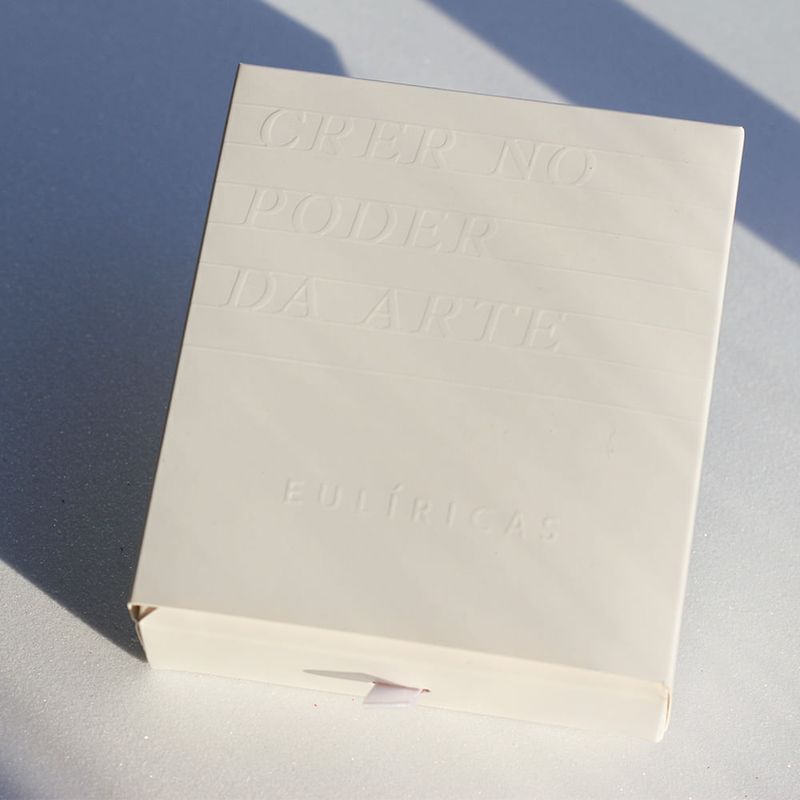 CRER NO
PODER
DA ARTE
EULÍRICAS